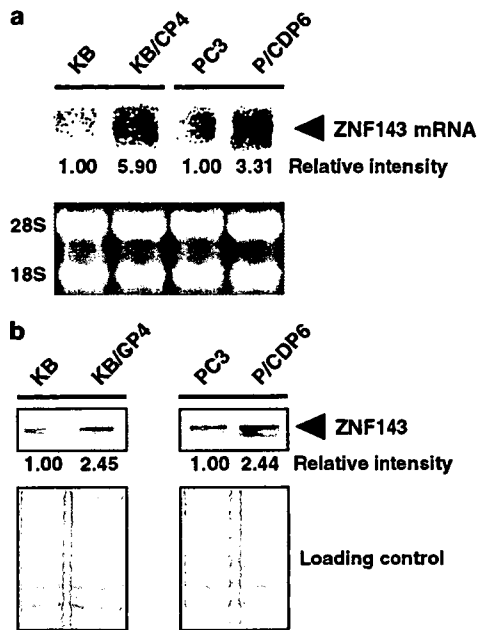 a
KB KB/CP4 PC3 P/CDP6
ZNF143 mRNA
1.00 5.90 1.00 3.31 Relative intensity
28S
18S
b
KB KB/GP4 PC3 P/CDP6
ZNF143
1.00 2.45 1.00 2.44 Relative intensity
Loading control